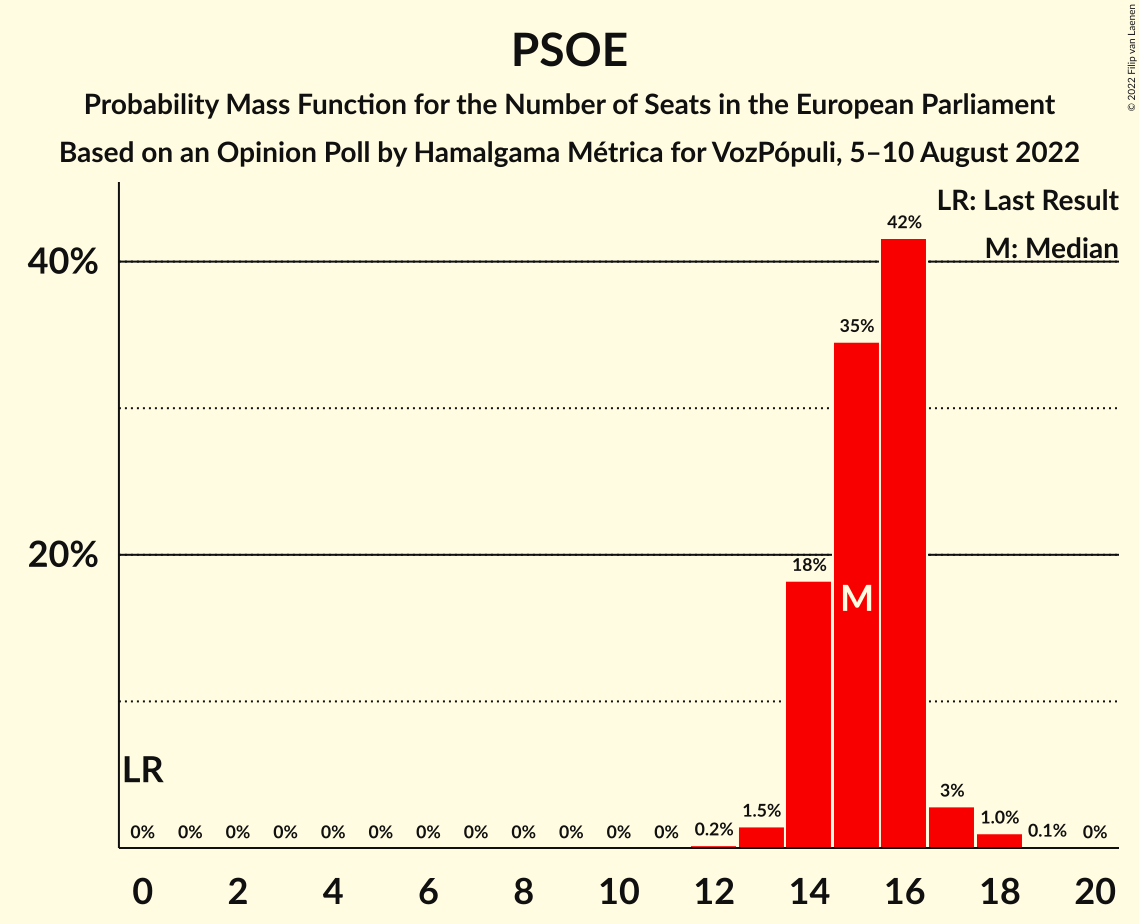 PSOE
Probability Mass Function for the Number of Seats in the European Parliament
Based on an Opinion Poll by Hamalgama Métrica for VozPópuli, 5–10 August 2022
© 2022 Filip van Laenen
LR: Last Result
M: Median
40%
20%
LR
M
0% 0% 0% 0% 0% 0% 0% 0% 0% 0% 0% 0% 0.2% 1.5% 18% 35% 42% 3% 1.0% 0.1% 0%
0 2 4 6 8 10 12 14 16 18 20